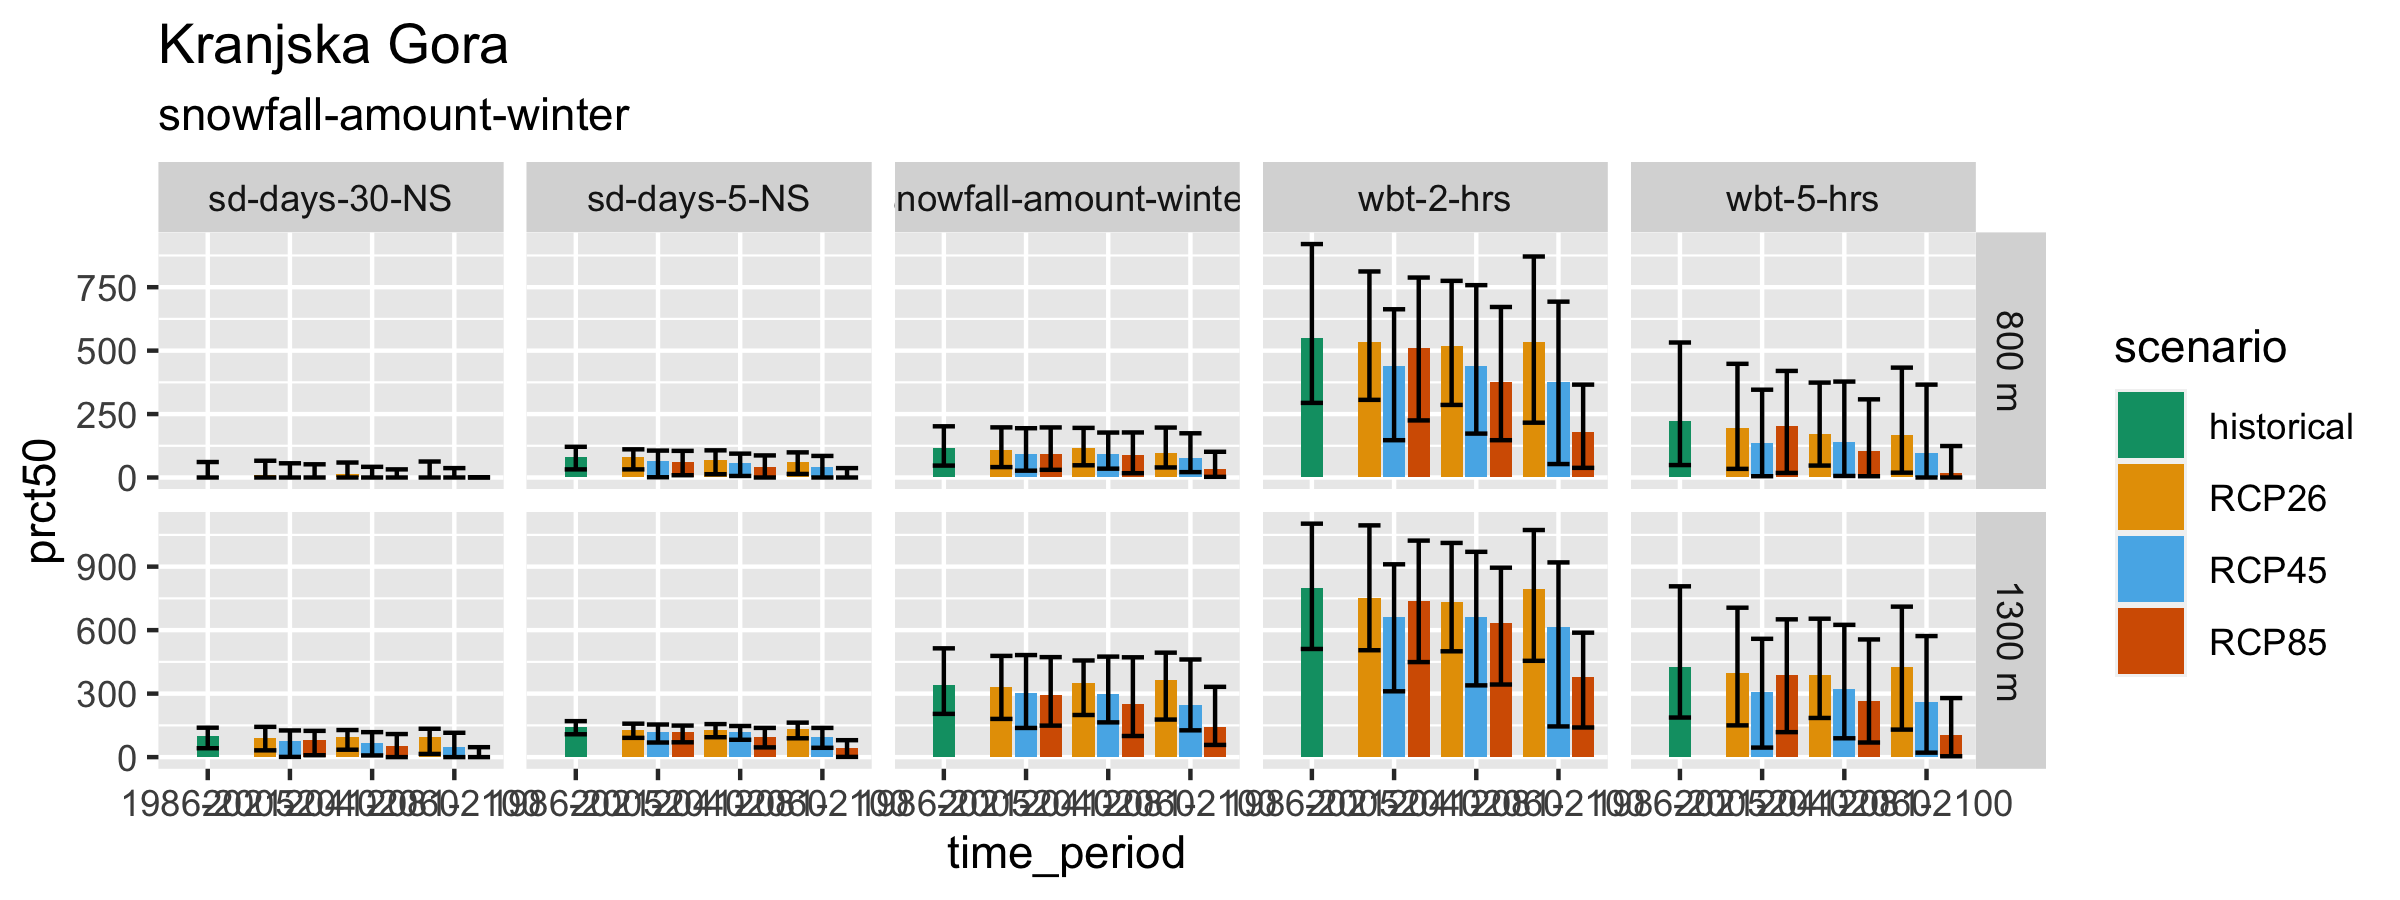 Kranjska Gora
snowfall-amount-winter
sd-days-30-NS
sd-days-5-NS
nowfall-amount-winte
wbt-2-hrs
wbt-5-hrs
750
500
250
0
800 m
900
600
300
0
1300 m
prct50
time_period
scenario
historical
RCP26
RCP45
RCP85